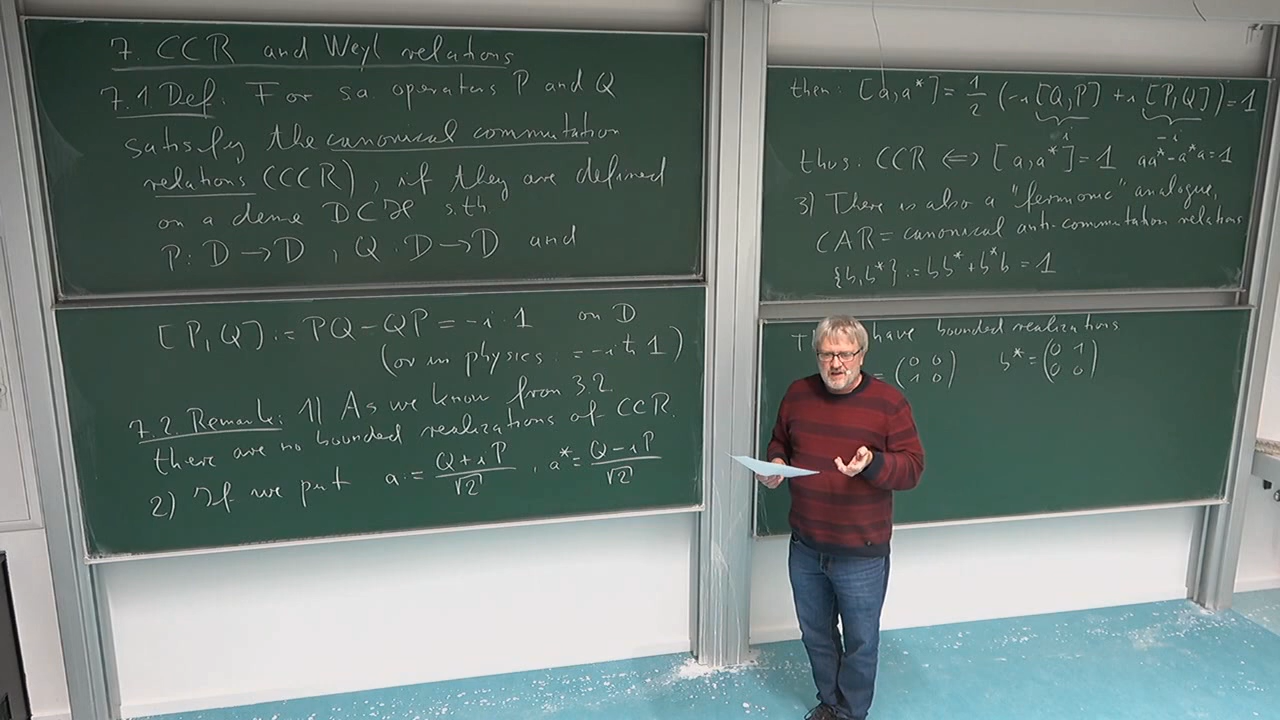 7. CCR and Weyl relations
7.1 Def. For s.a. operators P and Q
satisfy the canonical commutation
relations (CCR), if they are defined
on a dense D⊂ℋ s.th.
P: D→D, Q: D→D and
[P,Q] := PQ-QP = -i·1 on D
(or in physics: = -iħ1)
7.2. Remark: 1) As we know from 3.2.
there are no bounded realizations of CCR.
2) If we put a := (Q+iP)/√2, a* = (Q-iP)/√2
then: [a,a*] = 1/2 (-i[Q,P] + i[P,Q]) = 1
i -i
thus: CCR ⟺ [a,a*] = 1 aa*-a*a=1
3) There is also a "fermionic" analogue,
CAR = canonical anti-commutation relations
{b,b*} := bb*+b*b = 1
have bounded realizations
= (0 0
1 0) b* = (0 1
0 0)